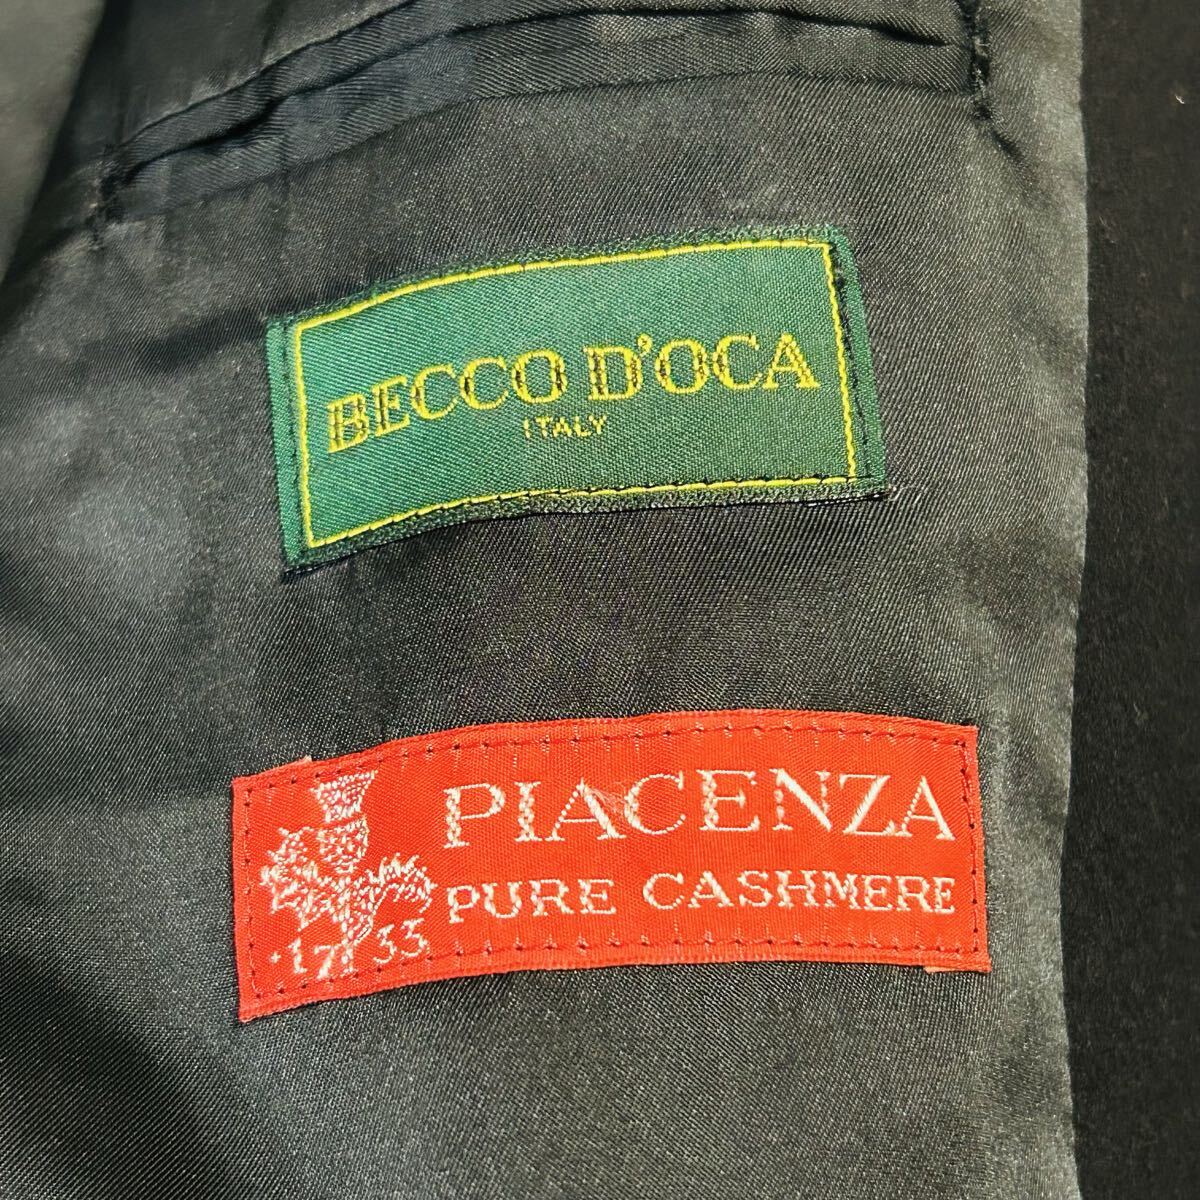 BECCO D'OCA
ITALY
PIACENZA
PURE CASHMERE
·1733